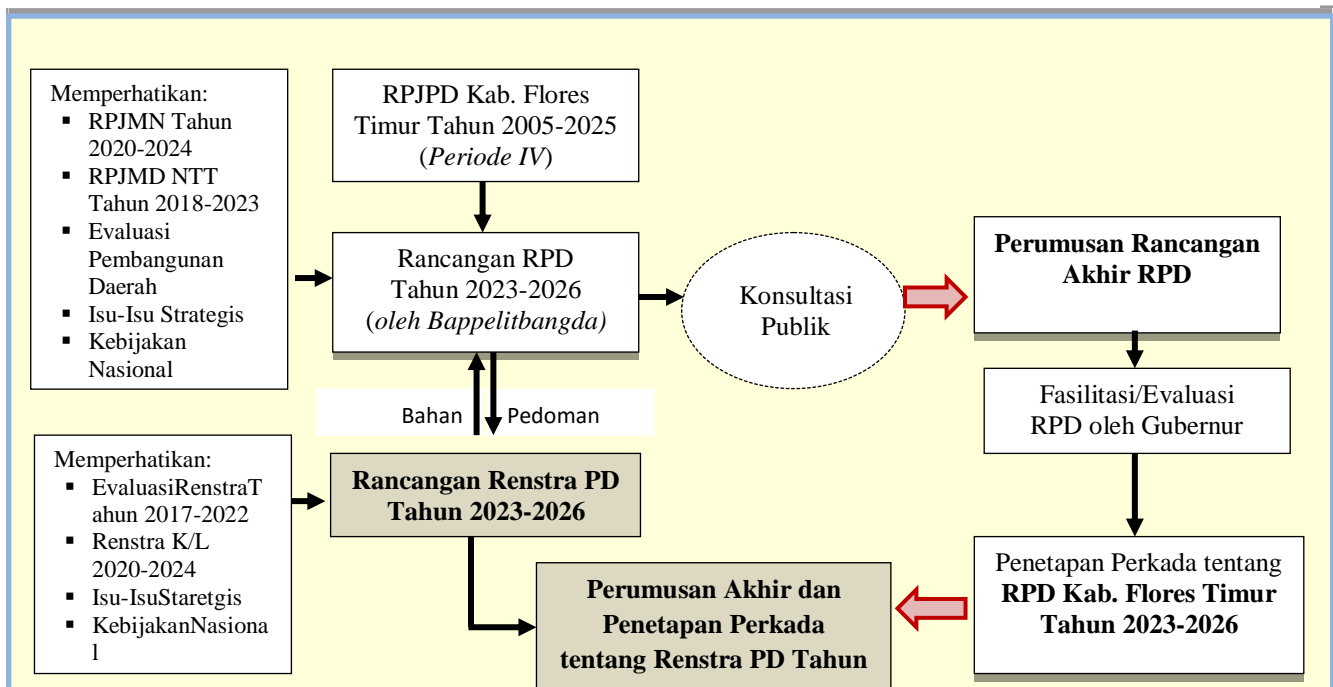 Memperhatikan:
▪ RPJMN Tahun
2020-2024
▪ RPJMD NTT
Tahun 2018-2023
▪ Evaluasi
Pembangunan
Daerah
▪ Isu-Isu Strategis
▪ Kebijakan
Nasional
RPJPD Kab. Flores
Timur Tahun 2005-2025
(Periode IV)
Rancangan RPD
Tahun 2023-2026
(oleh Bappelitbangda)
Konsultasi
Publik
Perumusan Rancangan
Akhir RPD
Fasilitasi/Evaluasi
RPD oleh Gubernur
Bahan
Pedoman
Memperhatikan:
▪ EvaluasiRenstraT
ahun 2017-2022
▪ Renstra K/L
2020-2024
▪ Isu-IsuStaretgis
▪ KebijakanNasiona
l
Rancangan Renstra PD
Tahun 2023-2026
Perumusan Akhir dan
Penetapan Perkada
tentang Renstra PD Tahun
Penetapan Perkada tentang
RPD Kab. Flores Timur
Tahun 2023-2026